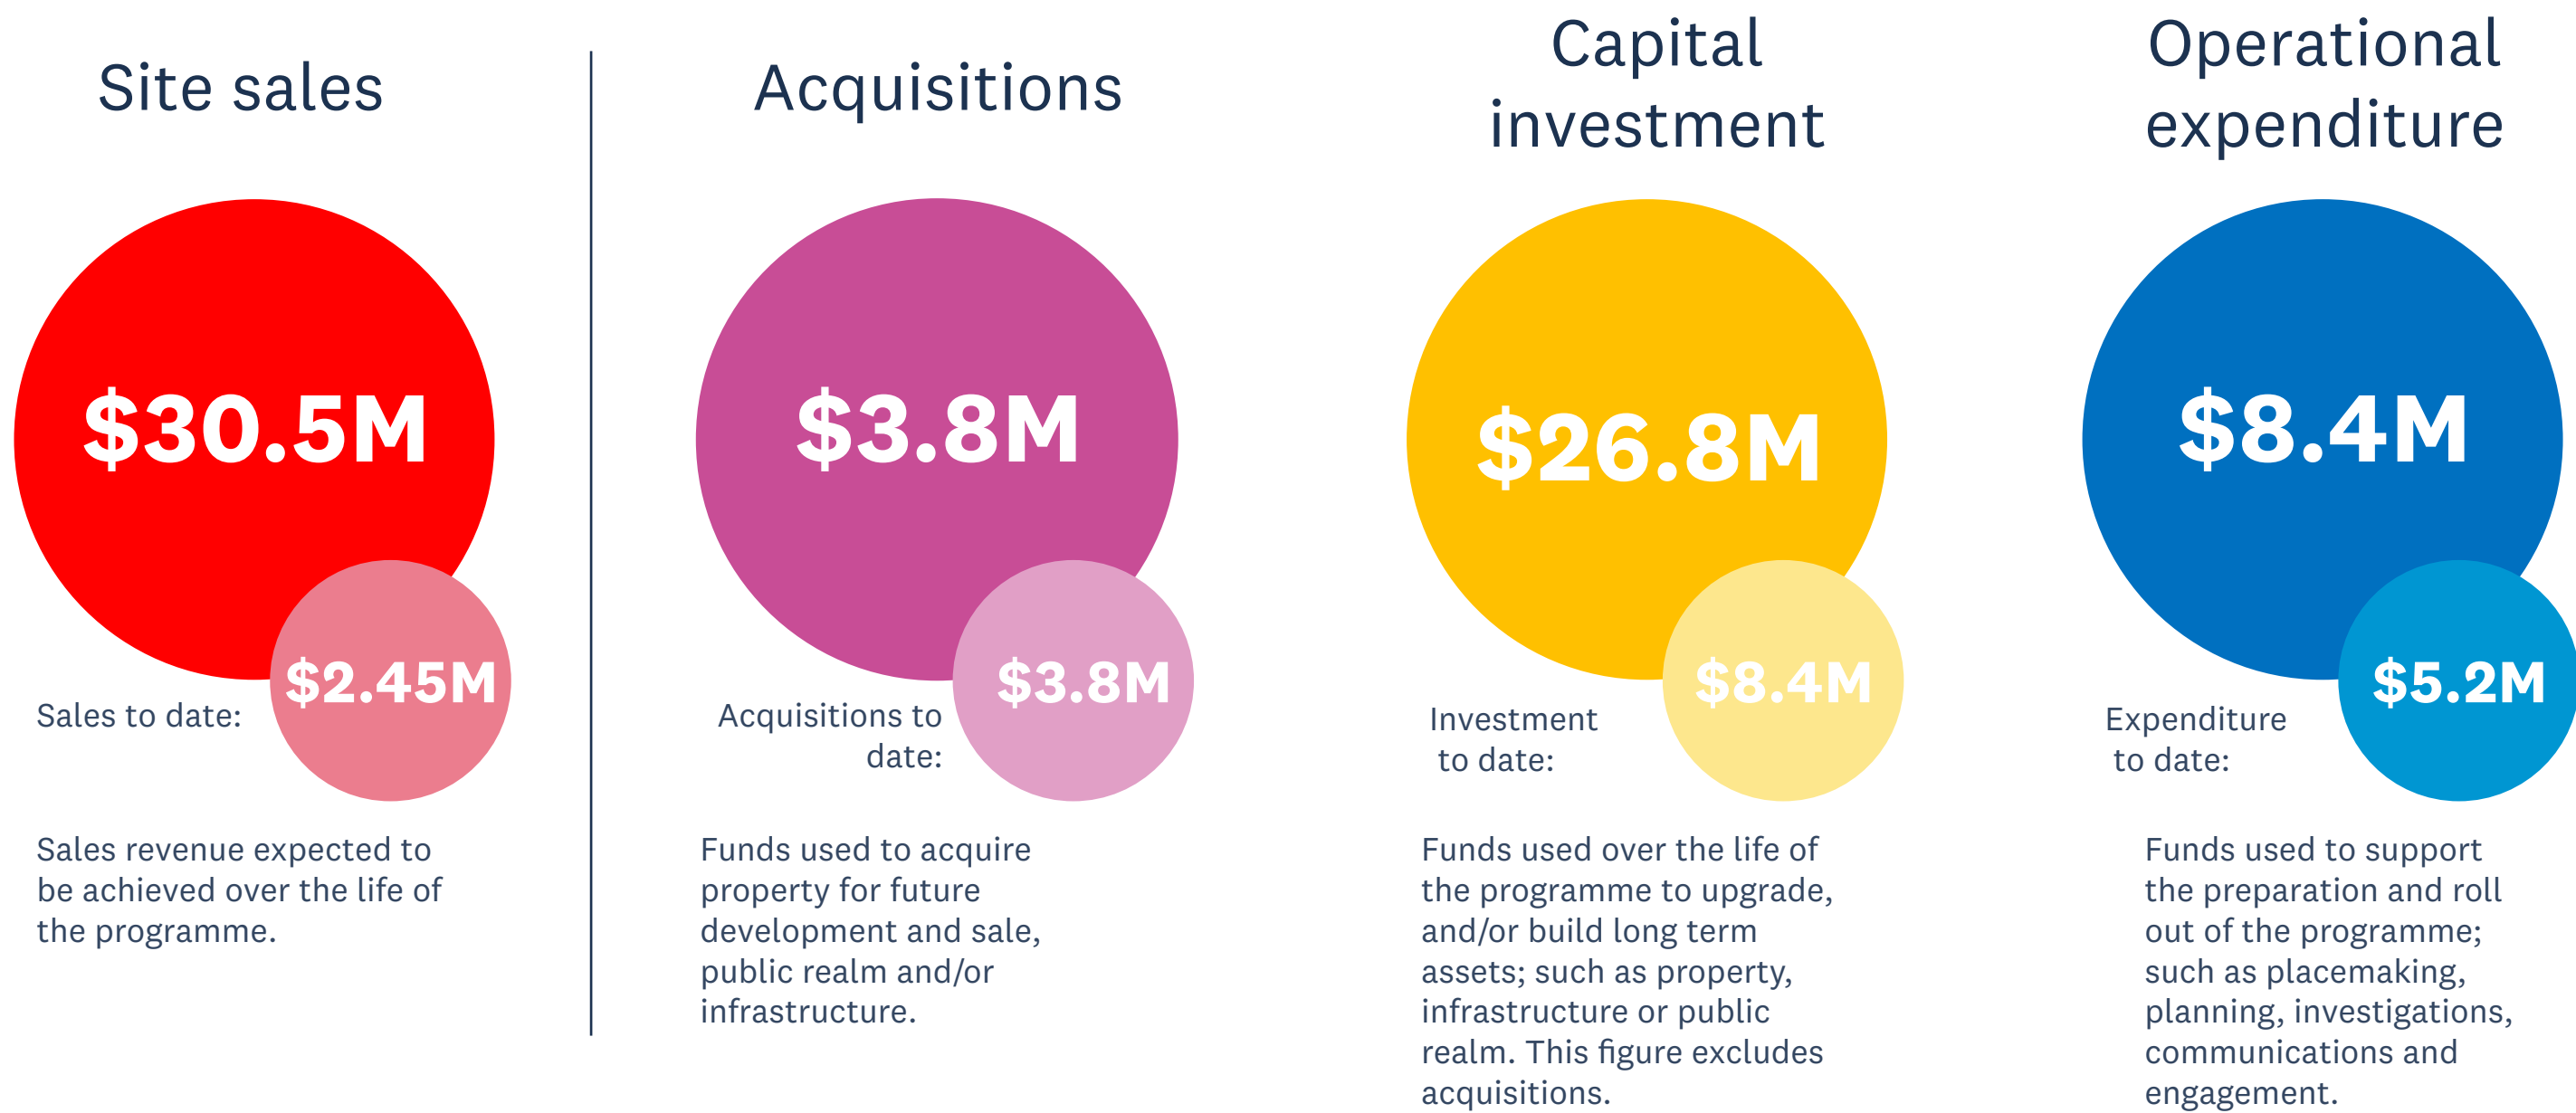 Site sales
$30.5M
Sales to date:
$2.45M
Sales revenue expected to
be achieved over the life of
the programme.
Acquisitions
$3.8M
Acquisitions to
date:
$3.8M
Funds used to acquire
property for future
development and sale,
public realm and/or
infrastructure.
Capital
investment
$26.8M
Investment
to date:
$8.4M
Funds used over the life of
the programme to upgrade,
and/or build long term
assets; such as property,
infrastructure or public
realm. This figure excludes
acquisitions.
Operational
expenditure
$8.4M
Expenditure
to date:
$5.2M
Funds used to support
the preparation and roll
out of the programme;
such as placemaking,
planning, investigations,
communications and
engagement.